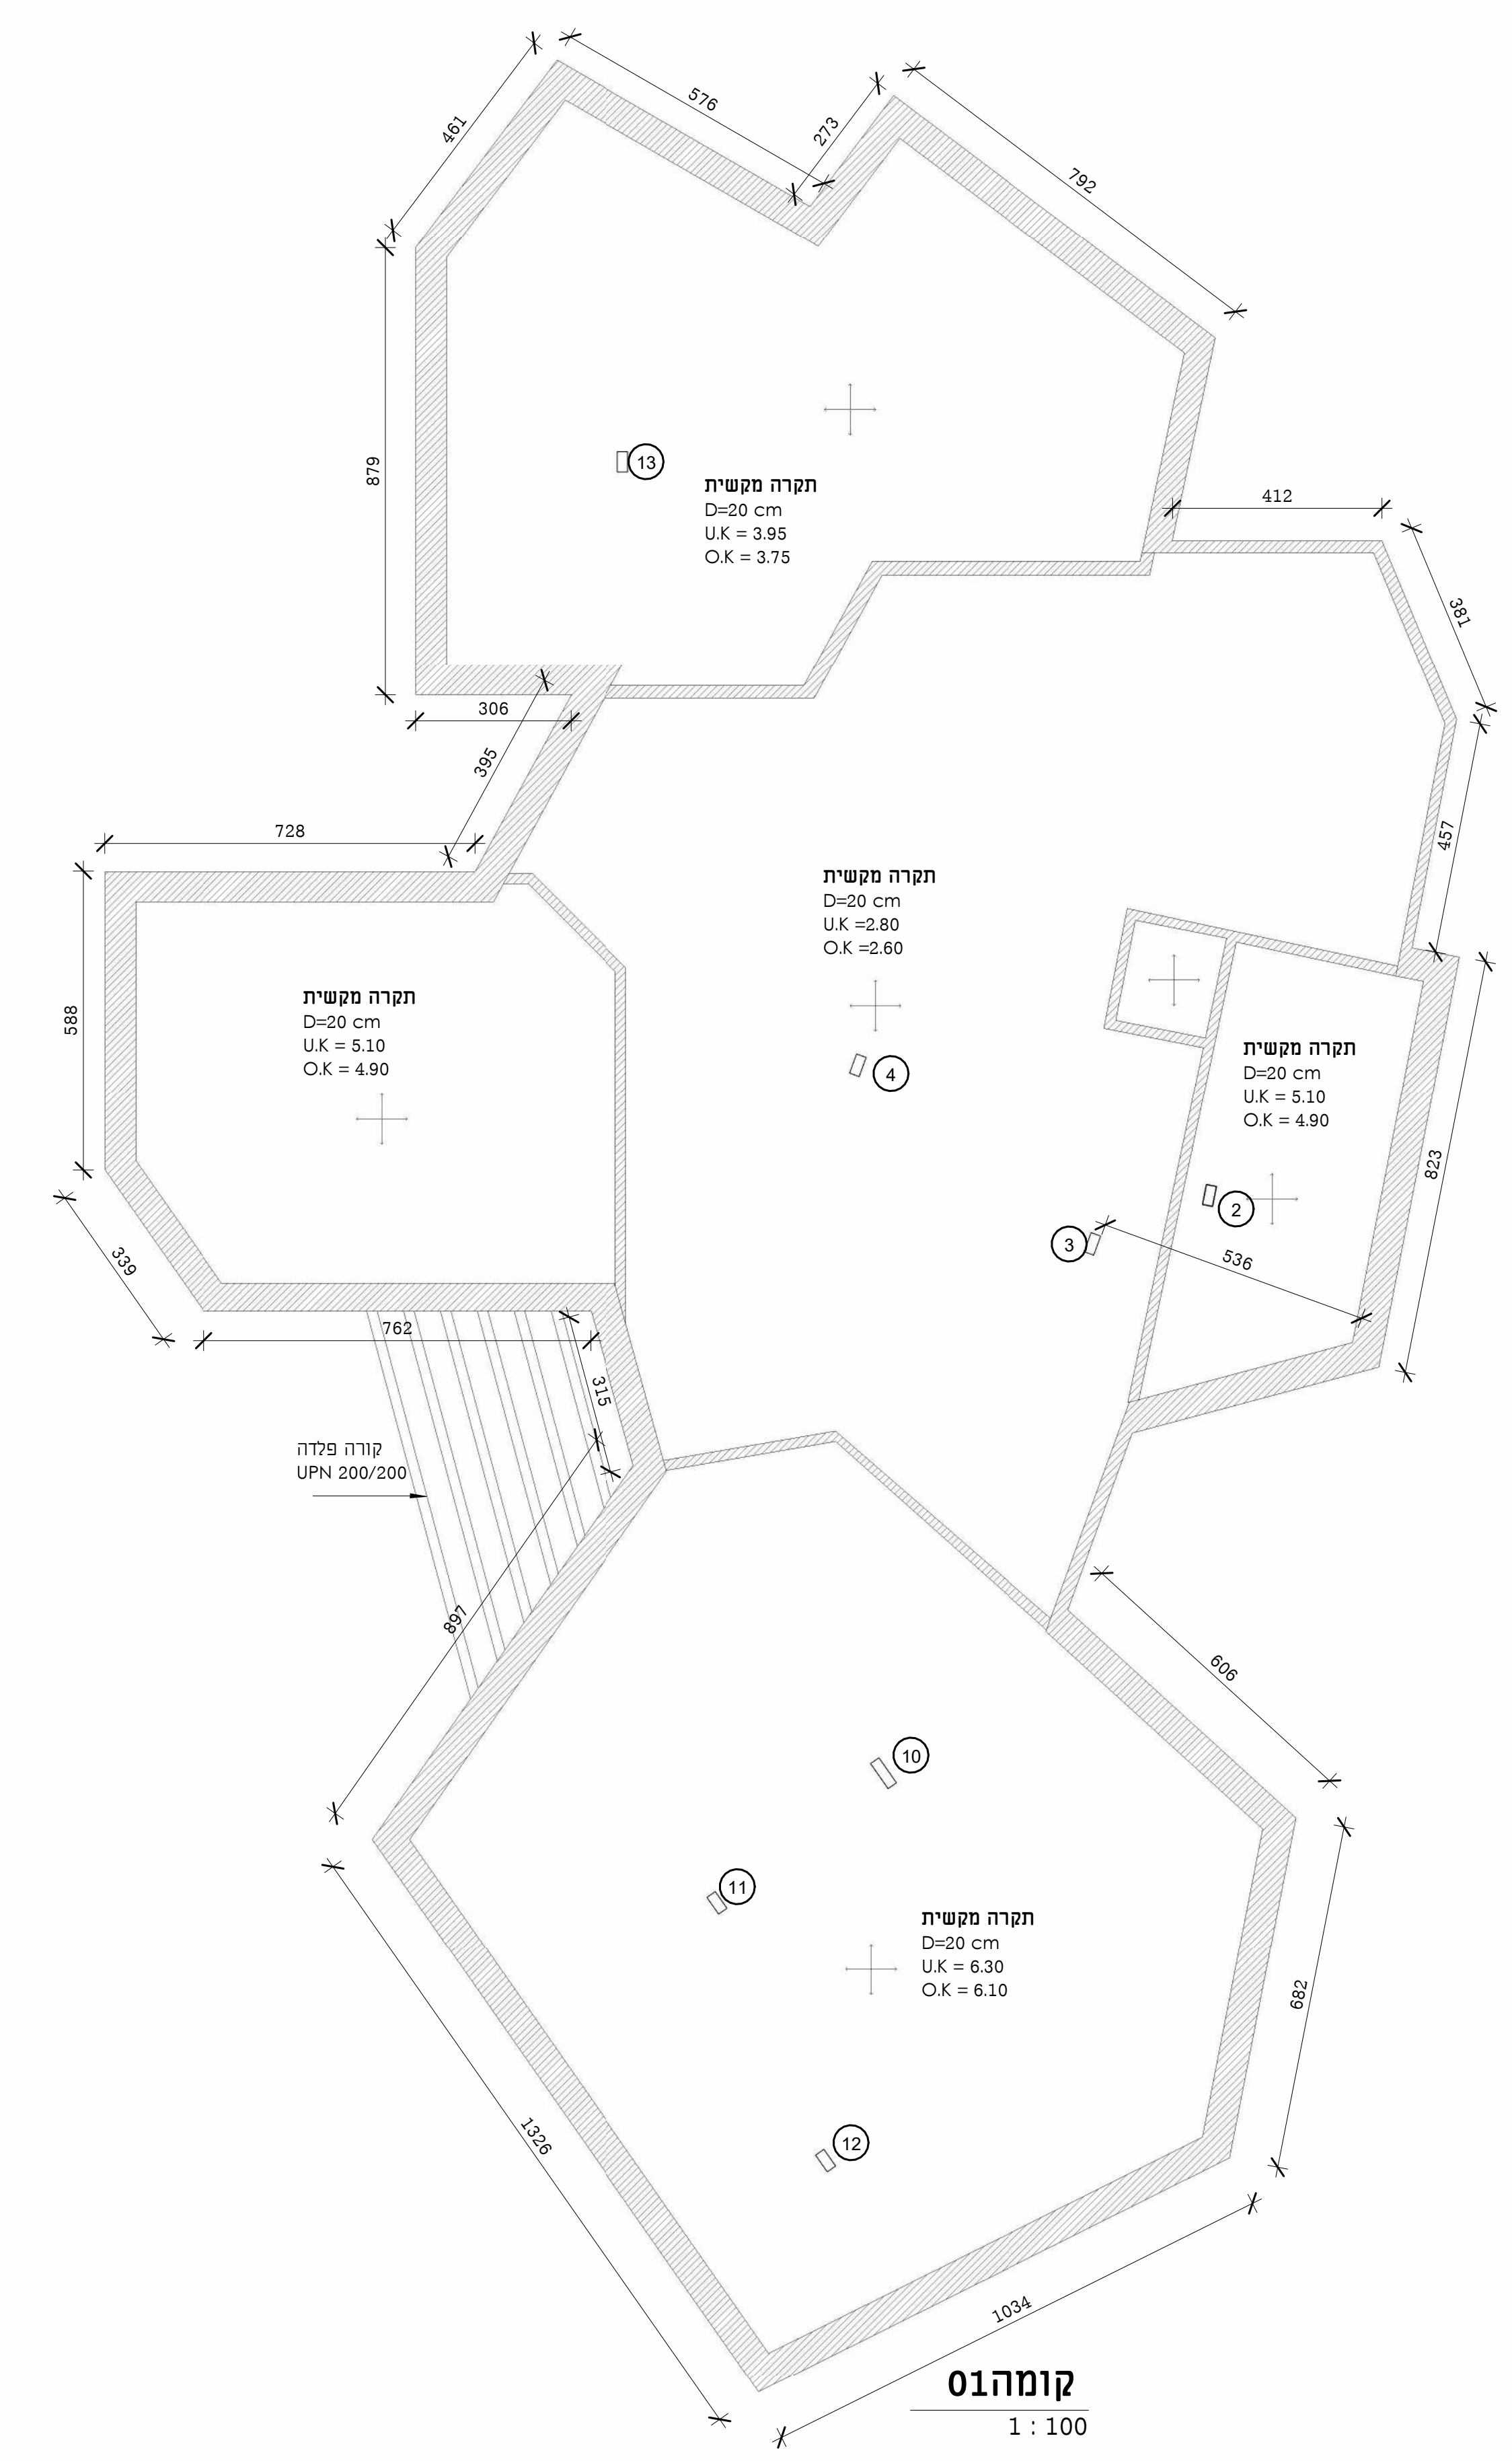 461
576
273
792
879
13
תקרה מקשית
D=20 cm
U.K = 3.95
O.K = 3.75
412
381
306
395
457
728
תקרה מקשית
D=20 cm
U.K =2.80
O.K =2.60
588
תקרה מקשית
D=20 cm
U.K = 5.10
O.K = 4.90
4
תקרה מקשית
D=20 cm
U.K = 5.10
O.K = 4.90
823
2
3
536
339
762
315
קורה פלדה
UPN 200/200
897
606
10
11
תקרה מקשית
D=20 cm
U.K = 6.30
O.K = 6.10
682
1326
12
1034
קומה01
1 : 100